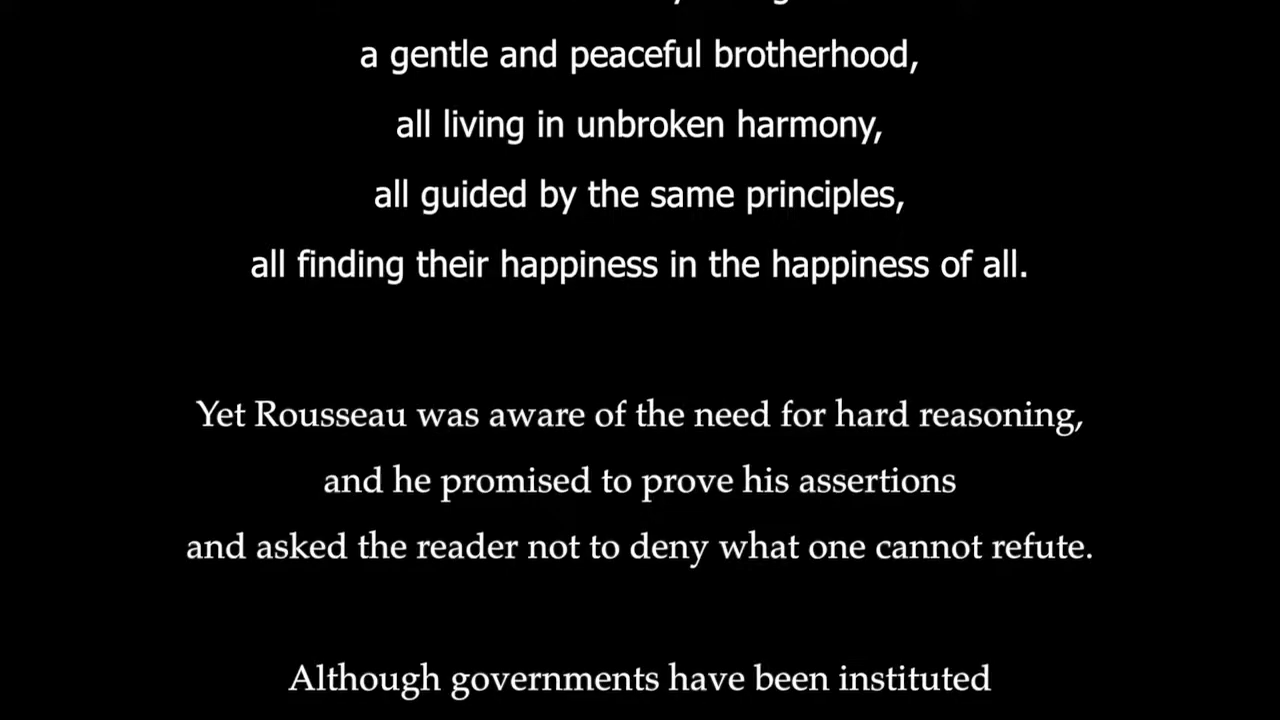 a gentle and peaceful brotherhood,
all living in unbroken harmony,
all guided by the same principles,
all finding their happiness in the happiness of all.
Yet Rousseau was aware of the need for hard reasoning,
and he promised to prove his assertions
and asked the reader not to deny what one cannot refute.
Although governments have been instituted